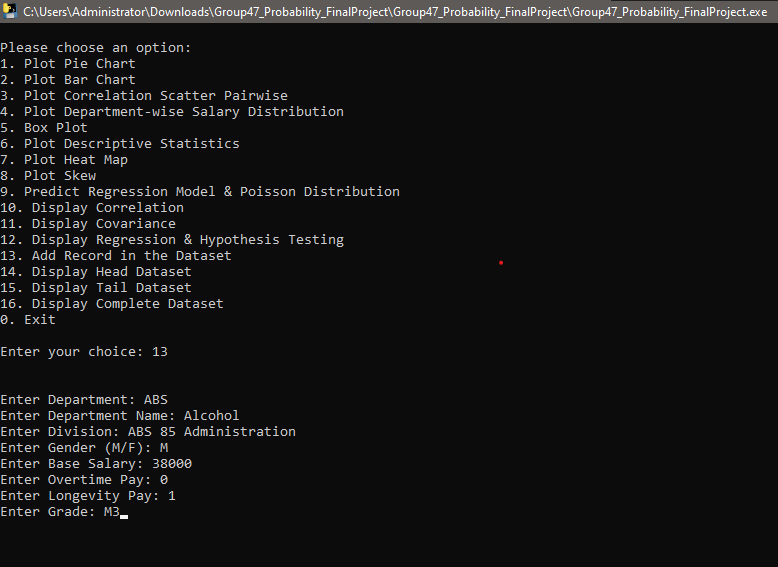 C:\Users\Administrator\Downloads\Group47_Probability_FinalProject\Group47_Probability_FinalProject\Group47_Probability_FinalProject.exe
Please choose an option:
1. Plot Pie Chart
2. Plot Bar Chart
3. Plot Correlation Scatter Pairwise
4. Plot Department-wise Salary Distribution
5. Box Plot
6. Plot Descriptive Statistics
7. Plot Heat Map
8. Plot Skew
9. Predict Regression Model & Poisson Distribution
10. Display Correlation
11. Display Covariance
12. Display Regression & Hypothesis Testing
13. Add Record in the Dataset
14. Display Head Dataset
15. Display Tail Dataset
16. Display Complete Dataset
0. Exit
Enter your choice: 13
Enter Department: ABS
Enter Department Name: Alcohol
Enter Division: ABS 85 Administration
Enter Gender (M/F): M
Enter Base Salary: 38000
Enter Overtime Pay: 0
Enter Longevity Pay: 1
Enter Grade: M3